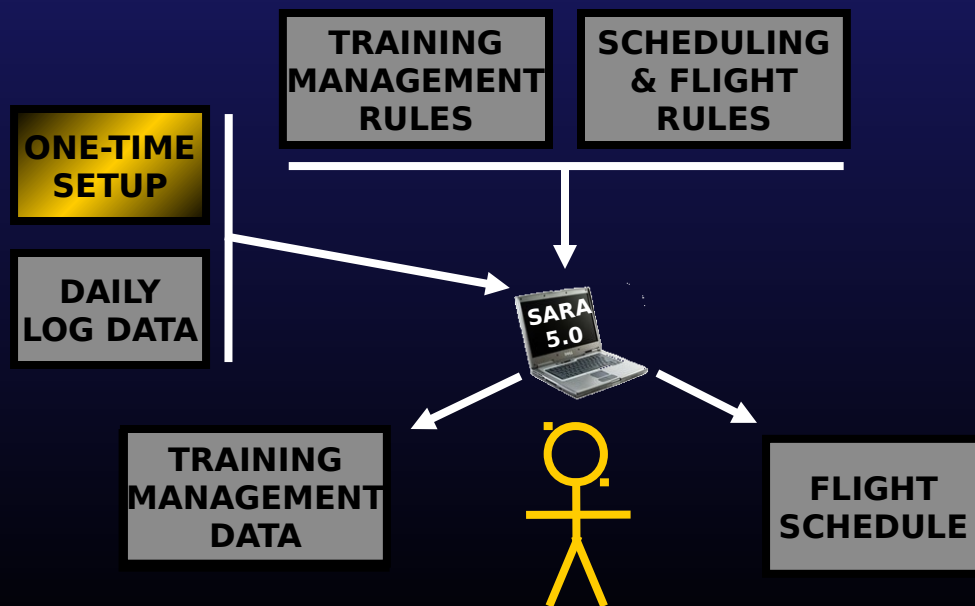 TRAINING
MANAGEMENT
RULES
SCHEDULING
& FLIGHT
RULES
ONE-TIME
SETUP
DAILY
LOG DATA
SARA
5.0
TRAINING
MANAGEMENT
DATA
FLIGHT
SCHEDULE